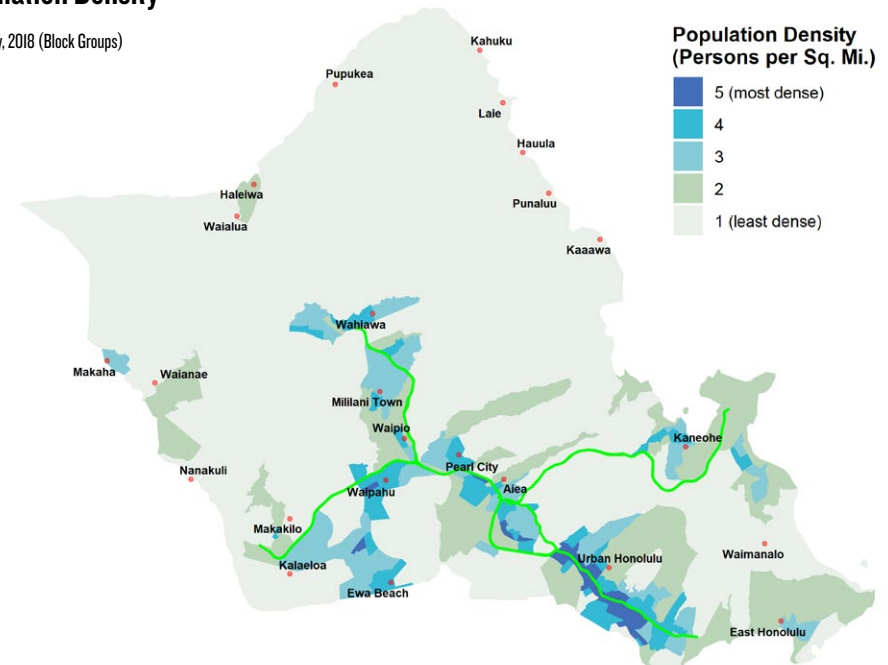 Density
, 2018 (Block Groups)
Population Density
(Persons per Sq. Mi.)
5 (most dense)
4
3
2
1 (least dense)
Kahuku
Pupukea
Laie
Hauula
Haleiwa
Punaluu
Waialua
Kaaawa
Wahiawa
Makaha
Waianae
Mililani Town
Waipio
Kaneohe
Nanakuli
Pearl City
Waipahu
Aiea
Makakilo
Waimanalo
Urban Honolulu
Kalaeloa
Ewa Beach
East Honolulu